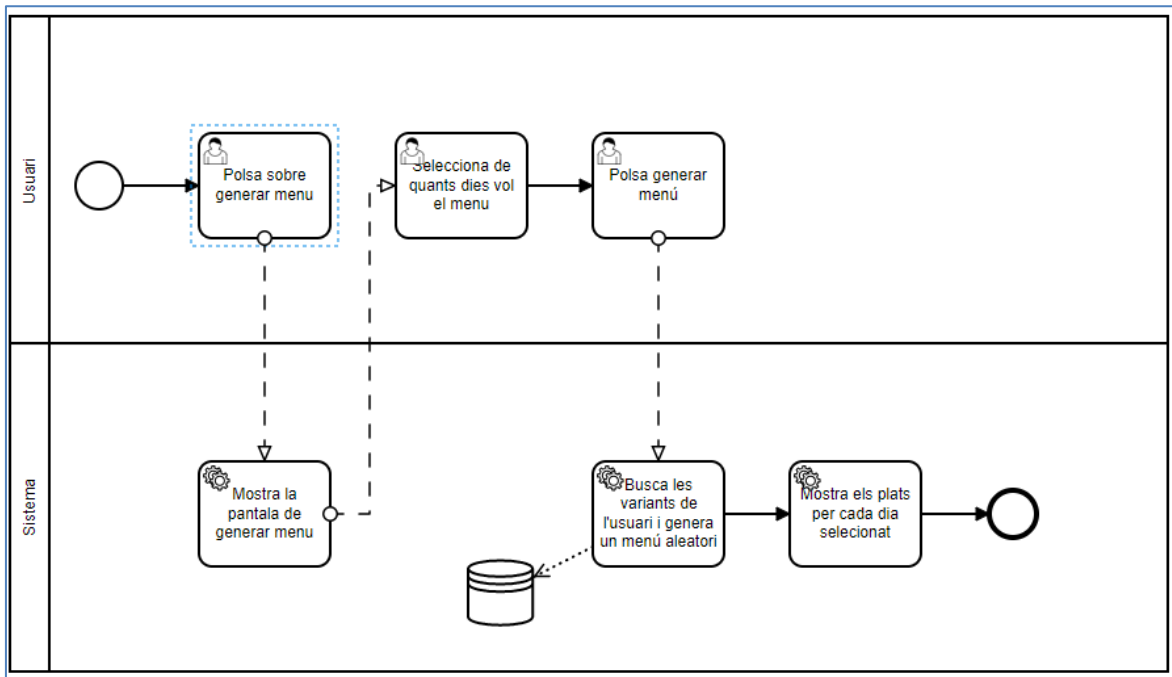 Usuari
Polsa sobre
generar menu
Selecciona de
quants dies vol
el menu
Polsa generar
menú
Sistema
Mostra la
pantala de
generar menu
Busca les
variants de
l'usuari i genera
un menú aleatori
Mostra els plats
per cada dia
selecionat